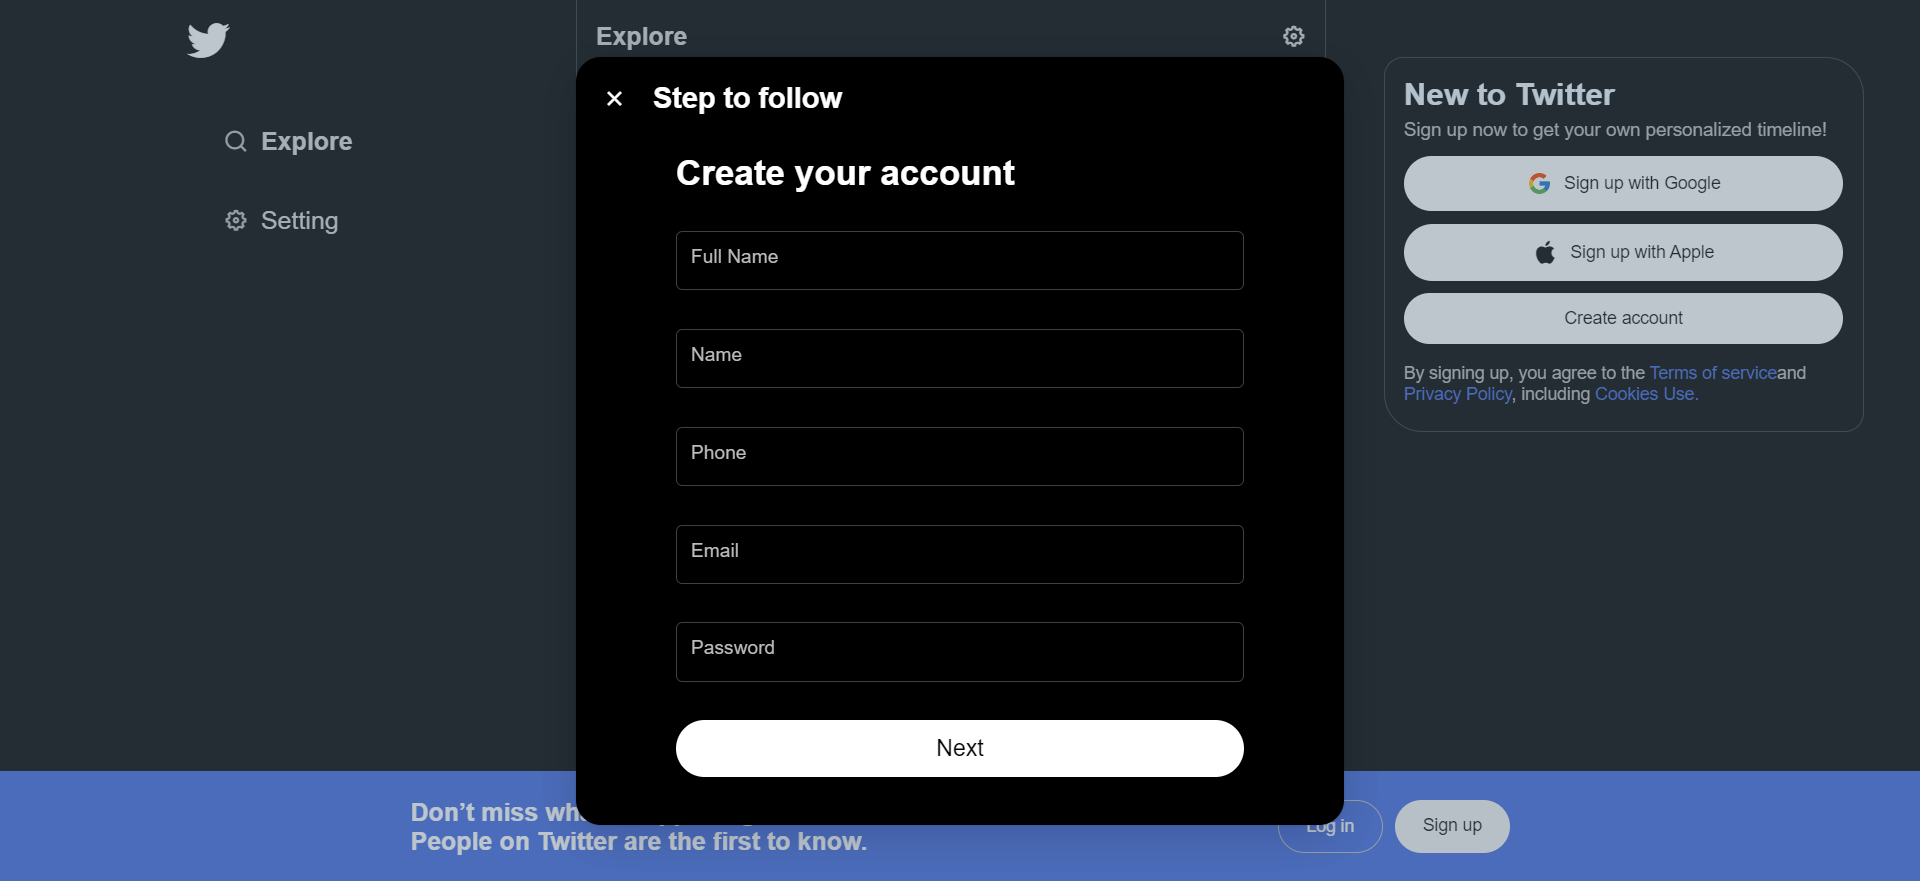 Explore
Explore
Setting
Step to follow
Create your account
Full Name
Name
Phone
Email
Password
Next
New to Twitter
Sign up now to get your own personalized timeline!
Sign up with Google
Sign up with Apple
Create account
By signing up, you agree to the Terms of serviceand
Privacy Policy, including Cookies Use.
Don’t miss
People on Twitter are the first to know.
Log in
Sign up